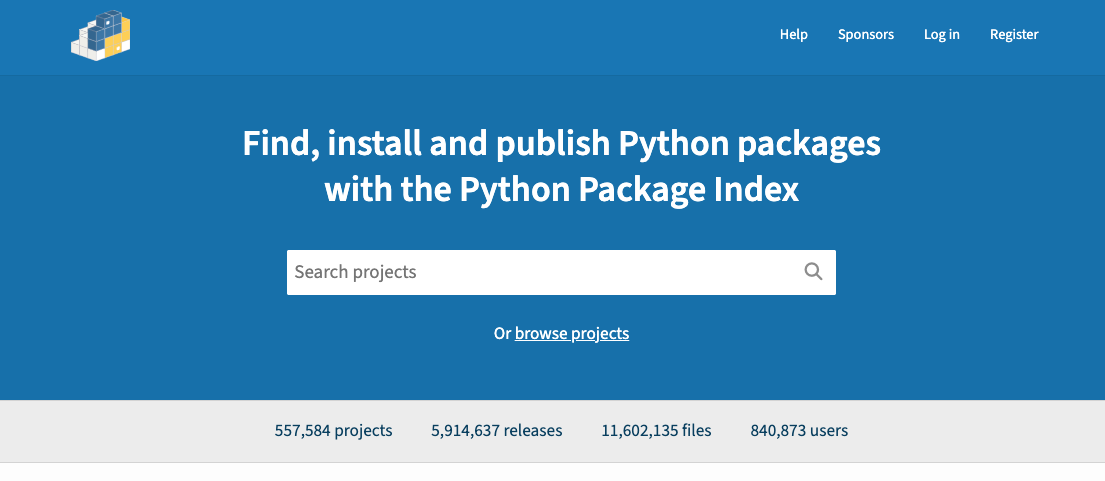 Help Sponsors Log in Register
Find, install and publish Python packages
with the Python Package Index
Search projects
Or browse projects
557,584 projects 5,914,637 releases 11,602,135 files 840,873 users